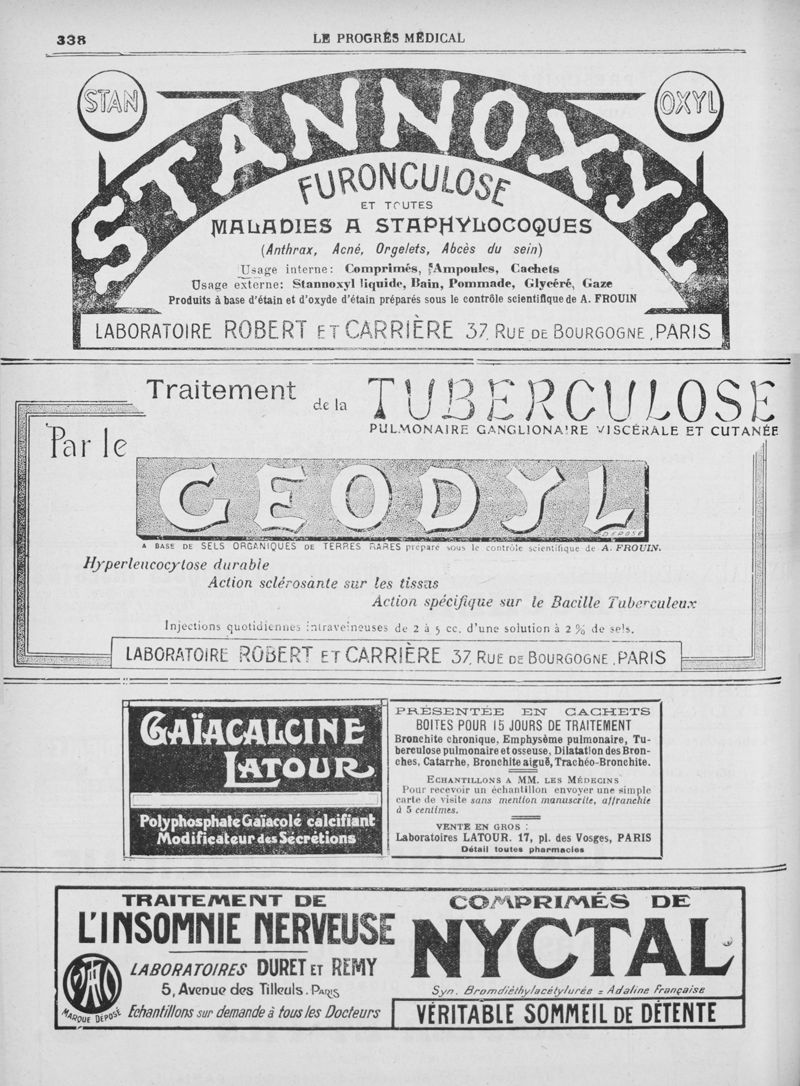 338
LE PROGRÈS MÉDICAL
STAN
OXYL
STANNOXYL
FURONCULOSE
ET TOUTES
MALADIES A STAPHYLOCOQUES
(Anthrax, Acné, Orgelets, Abcès du sein)
Usage interne: Comprimés, Ampoules, Cachets
Usage externe: Stannoxyl liquide, Bain, Pommade, Glycéré, Gaze
Produits à base d'étain et d'oxyde d'étain préparés sous le contrôle scientifique de A. FROUIN
LABORATOIRE ROBERT ET CARRIÈRE 37, RUE DE BOURGOGNE, PARIS
Traitement de la TUBERCULOSE
PULMONAIRE GANGLIONAIRE VISCÉRALE ET CUTANÉE
Par le
GEODYL
DÉPOSÉ
A BASE DE SELS ORGANIQUES DE TERRES RARES préparé sous le contrôle scientifique de A. FROUIN.
Hyperleucocytose durable
Action sclérosante sur les tissus
Action spécifique sur le Bacille Tuberculeux
Injections quotidiennes intraveineuses de 2 à 5 cc. d'une solution à 2 % de sels.
LABORATOIRE ROBERT ET CARRIÈRE 37, RUE DE BOURGOGNE, PARIS
GAÏACALCINE
LATOUR
Polyphosphate Gaïacolé calcifiant
Modificateur des Sécrétions
PRÉSENTÉE EN CACHETS
BOITES POUR 15 JOURS DE TRAITEMENT
Bronchite chronique, Emphysème pulmonaire, Tu-
berculose pulmonaire et osseuse, Dilatation des Bron-
ches, Catarrhe, Bronchite aiguë, Trachéo-Bronchite.
ECHANTILLONS A MM. LES MÉDECINS
Pour recevoir un échantillon envoyer une simple
carte de visite sans mention manuscrite, affranchie
à 5 centimes.
VENTE EN GROS :
Laboratoires LATOUR. 17, pl. des Vosges, PARIS
Détail toutes pharmacies
TRAITEMENT DE
L'INSOMNIE NERVEUSE
LABORATOIRES DURET ET REMY
5, Avenue des Tilleuls. PARIS
MARQUE DÉPOSÉ
Echantillons sur demande à tous les Docteurs
COMPRIMÉS DE
NYCTAL
Syn. Bromdiéthylacétylurée = Adaline Française
VÉRITABLE SOMMEIL DE DÉTENTE